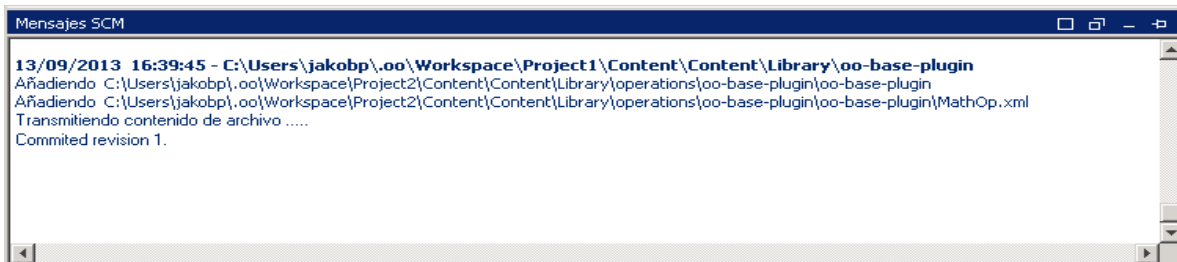 Mensajes SCM
13/09/2013 16:39:45 - C:\Users\jakobp\.oo\Workspace\Project1\Content\Content\Library\oo-base-plugin
Añadiendo C:\Users\jakobp\.oo\Workspace\Project2\Content\Content\Library\operations\oo-base-plugin\oo-base-plugin
Añadiendo C:\Users\jakobp\.oo\Workspace\Project2\Content\Content\Library\operations\oo-base-plugin\oo-base-plugin\MathOp.xml
Transmitiendo contenido de archivo .....
Commited revision 1.